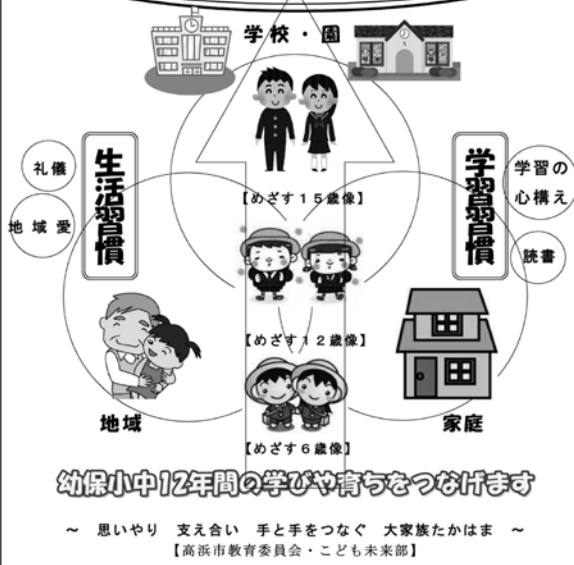 学校・園
礼儀
生活習慣
学習習慣
学習の
心構え
地域愛
読書
【めざす15歳像】
【めざす12歳像】
地域
家庭
【めざす6歳像】
幼保小中12年間の学びや育ちをつなげます
～ 思いやり 支え合い 手と手をつなぐ 大家族たかはま ～
【高浜市教育委員会・こども未来部】